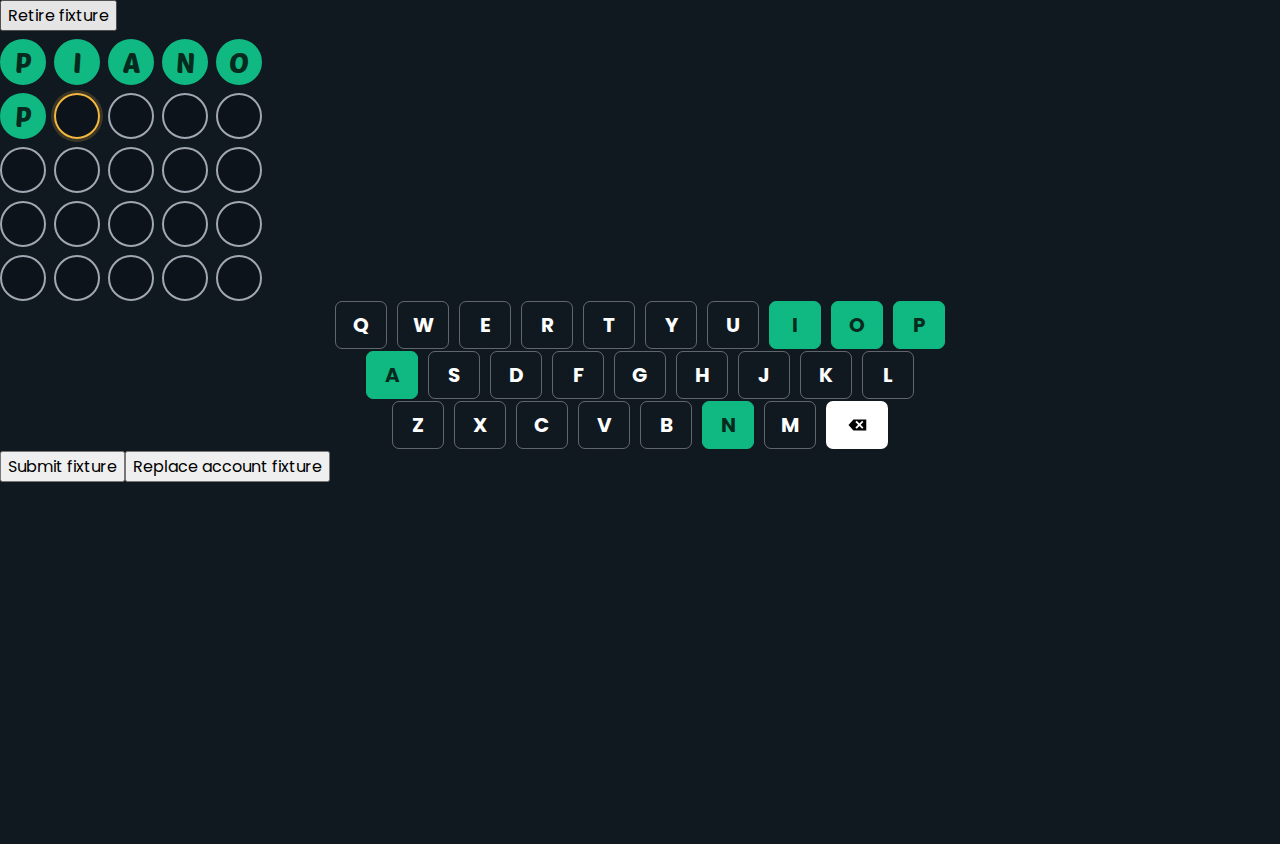 Retire fixture
P I A N O
P
Q W E R T Y U I O P
A S D F G H J K L
Z X C V B N M
Submit fixture Replace account fixture